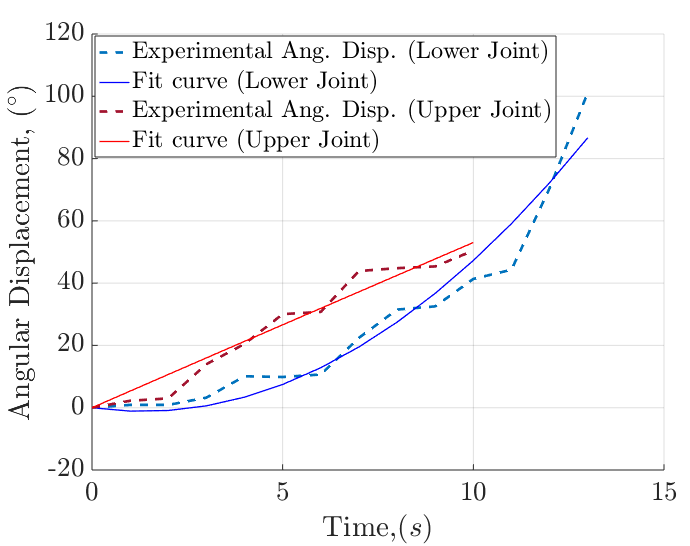 120
100
80
60
40
20
0
-20
Angular Displacement, (°)
Experimental Ang. Disp. (Lower Joint)
Fit curve (Lower Joint)
Experimental Ang. Disp. (Upper Joint)
Fit curve (Upper Joint)
0 5 10 15
Time,(s)